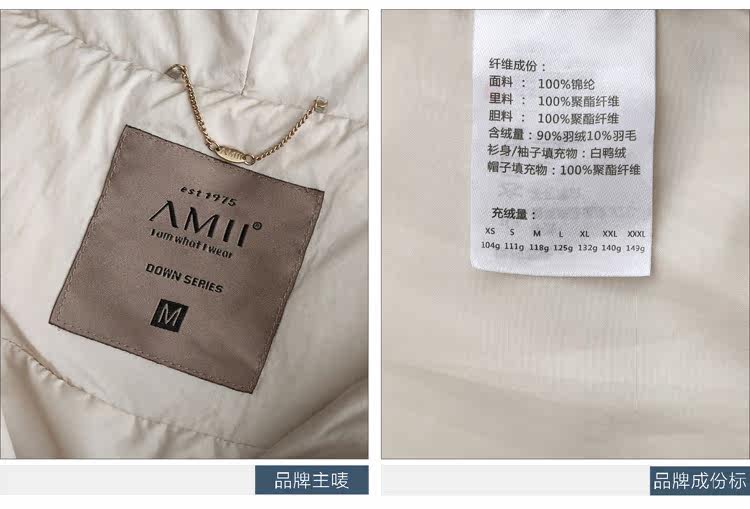 est 1975
AMII®
I am what I wear
DOWN SERIES
M
品牌主唛
纤维成份：
面料 ： 100%锦纶
里料 ： 100%聚酯纤维
胆料 ： 100%聚酯纤维
含绒量：90%羽绒10%羽毛
衫身/袖子填充物：白鸭绒
帽子填充物：100%聚酯纤维
充绒量：
XS S M L XL XXL XXXL
104g 111g 118g 125g 132g 140g 149g
品牌成份标